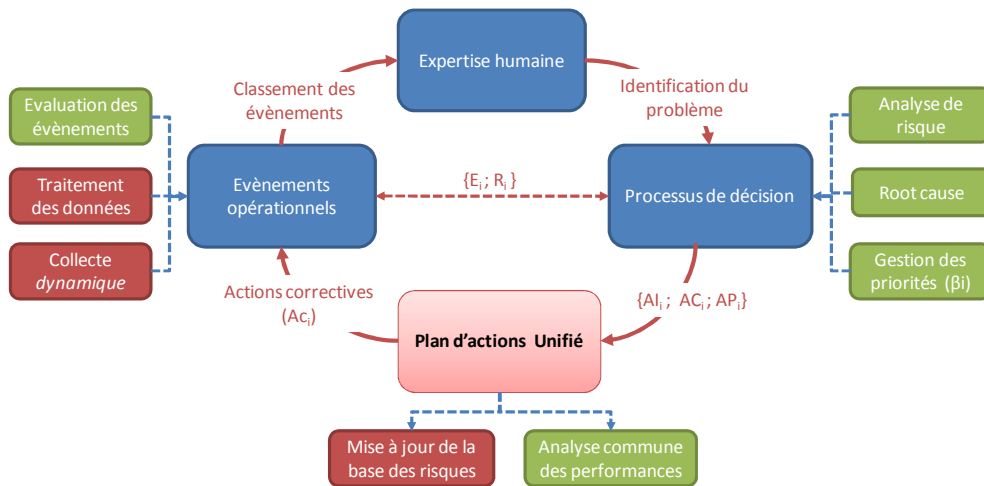 Expertise humaine
Classement des
évènements
Identification du
problème
Evaluation des
évènements
Traitement
des données
Collecte
dynamique
Evènements
opérationnels
{Ei ; Ri }
Processus de décision
Analyse de
risque
Root cause
Gestion des
priorités (βi)
Actions correctives
(Aci)
{AIi ; ACi ; APi}
Plan d’actions Unifié
Mise à jour de la
base des risques
Analyse commune
des performances